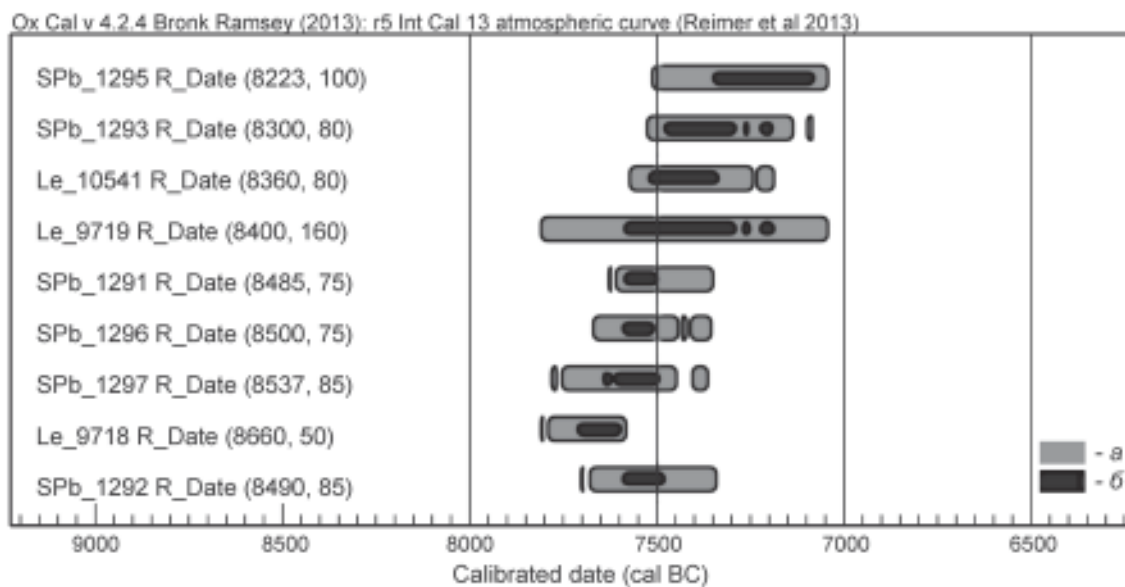 Ox Cal v 4.2.4 Bronk Ramsey (2013): r5 Int Cal 13 atmospheric curve (Reimer et al 2013)
SPb_1295 R_Date (8223, 100)
SPb_1293 R_Date (8300, 80)
Le_10541 R_Date (8360, 80)
Le_9719 R_Date (8400, 160)
SPb_1291 R_Date (8485, 75)
SPb_1296 R_Date (8500, 75)
SPb_1297 R_Date (8537, 85)
Le_9718 R_Date (8660, 50)
SPb_1292 R_Date (8490, 85)
- а
- б
9000 8500 8000 7500 7000 6500
Calibrated date (cal BC)